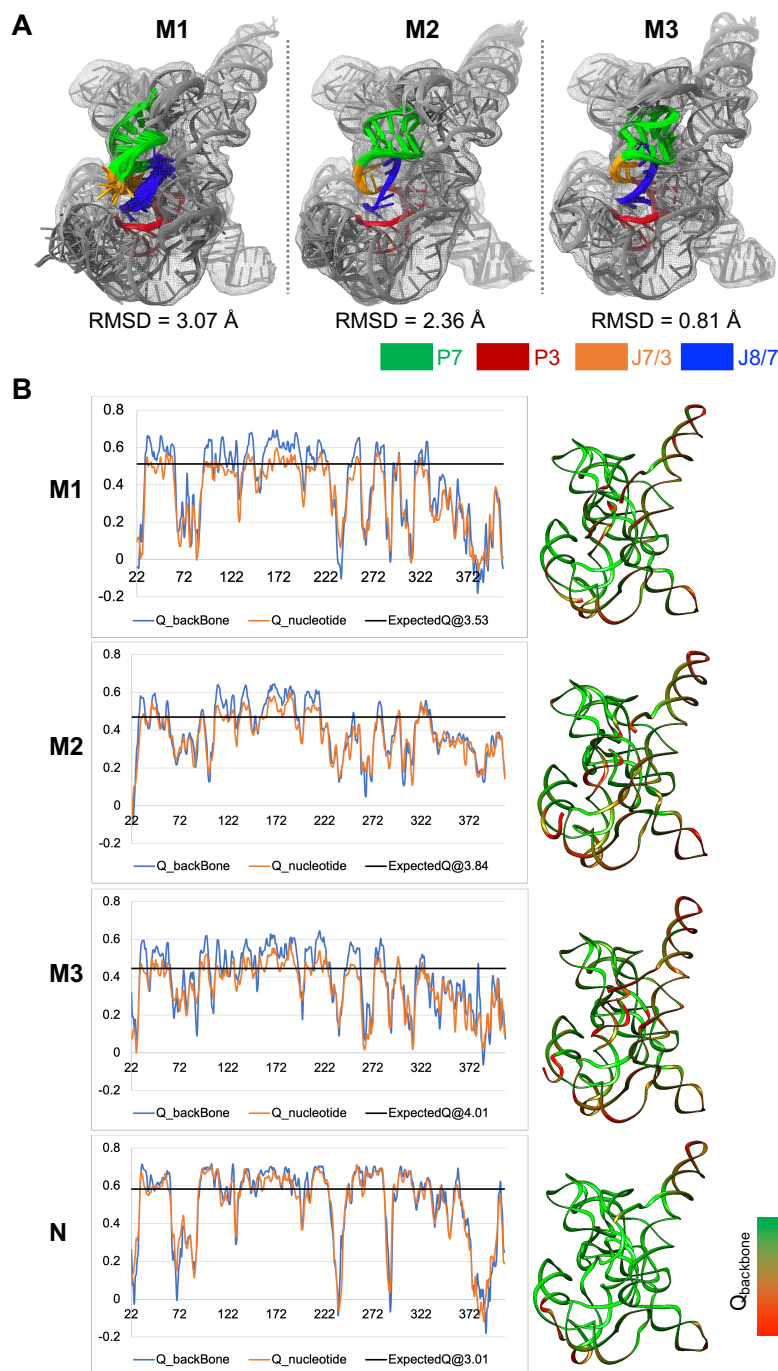 A
M1
M2
M3
RMSD = 3.07 Å
RMSD = 2.36 Å
RMSD = 0.81 Å
P7
P3
J7/3
J8/7
B
M1
0.8
0.6
0.4
0.2
0
-0.2
22 72 122 172 222 272 322 372
Q_backBone
Q_nucleotide
ExpectedQ@3.53
M2
0.8
0.6
0.4
0.2
0
-0.2
22 72 122 172 222 272 322 372
Q_backBone
Q_nucleotide
ExpectedQ@3.84
M3
0.8
0.6
0.4
0.2
0
-0.2
22 72 122 172 222 272 322 372
Q_backBone
Q_nucleotide
ExpectedQ@4.01
N
0.8
0.6
0.4
0.2
0
-0.2
22 72 122 172 222 272 322 372
Q_backBone
Q_nucleotide
ExpectedQ@3.01
Qbackbone